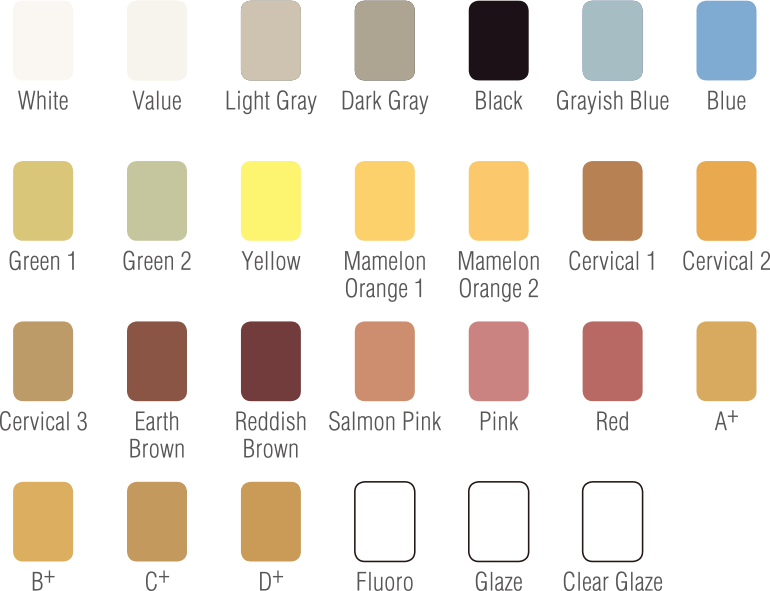 White Value Light Gray Dark Gray Black Grayish Blue Blue
Green 1 Green 2 Yellow Mamelon Orange 1 Mamelon Orange 2 Cervical 1 Cervical 2
Cervical 3 Earth Brown Reddish Brown Salmon Pink Pink Red A+
B+ C+ D+ Fluoro Glaze Clear Glaze